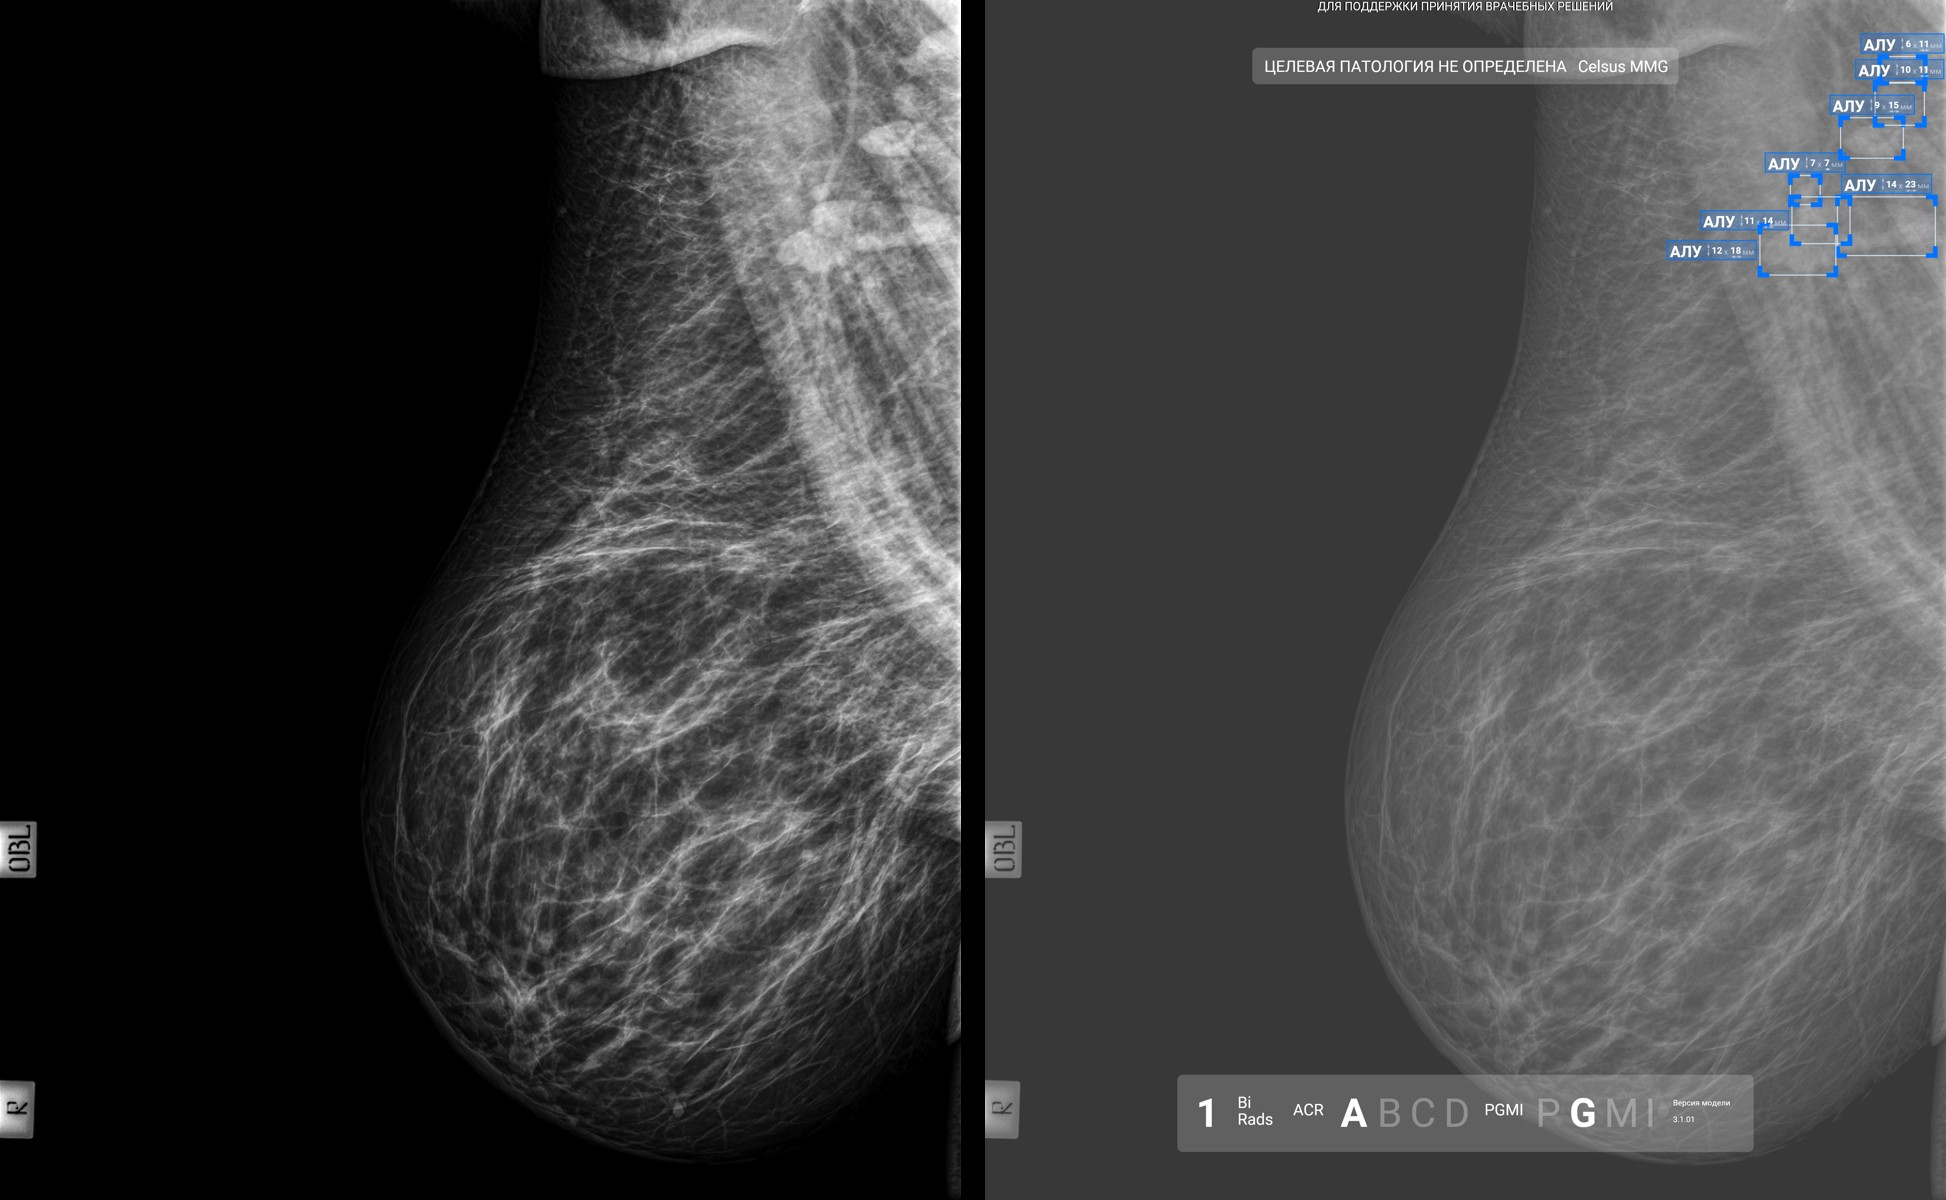 ДЛЯ ПОДДЕРЖКИ ПРИНЯТИЯ ВРАЧЕБНЫХ РЕШЕНИЙ
ЦЕЛЕВАЯ ПАТОЛОГИЯ НЕ ОПРЕДЕЛЕНА Celsus MMG
АЛУ 6 x 11 мм
АЛУ 10 x 11 мм
АЛУ 9 x 15 мм
АЛУ 7 x 7 мм
АЛУ 14 x 23 мм
АЛУ 11 x 14 мм
АЛУ 12 x 18 мм
OBL
OBL
R
R
1 Bi Rads ACR A B C D PGMI P G M I Версия модели 3.1.01